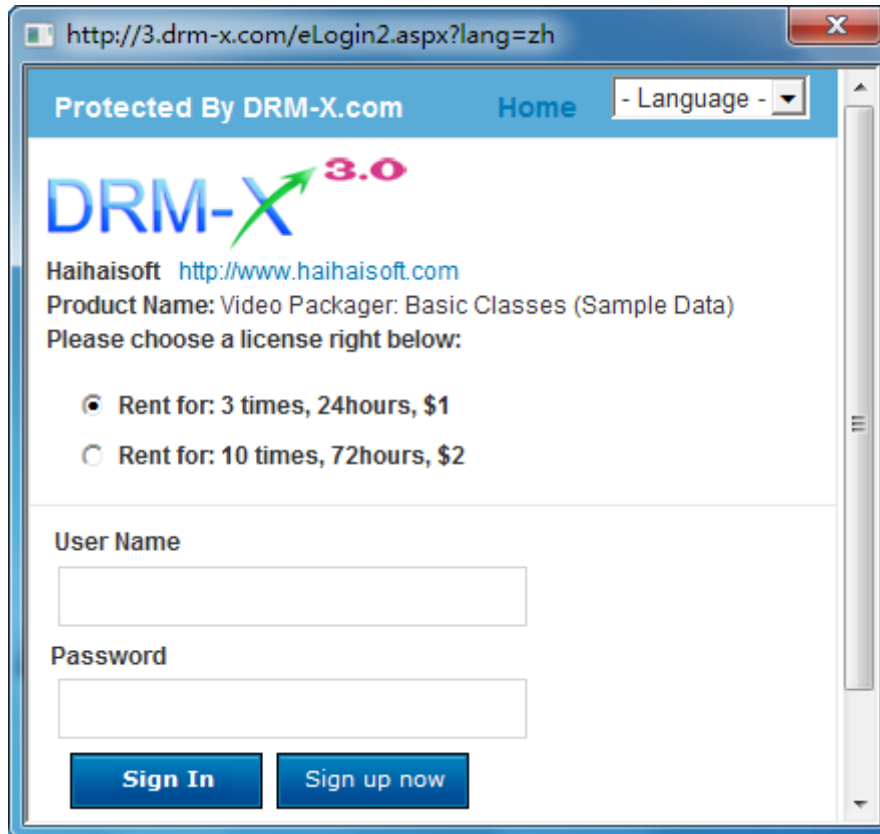 http://3.drm-x.com/eLogin2.aspx?lang=zh
Protected By DRM-X.com Home - Language -
DRM-X 3.0
Haihaisoft http://www.haihaisoft.com
Product Name: Video Packager: Basic Classes (Sample Data)
Please choose a license right below:
Rent for: 3 times, 24hours, $1
Rent for: 10 times, 72hours, $2
User Name
Password
Sign In Sign up now